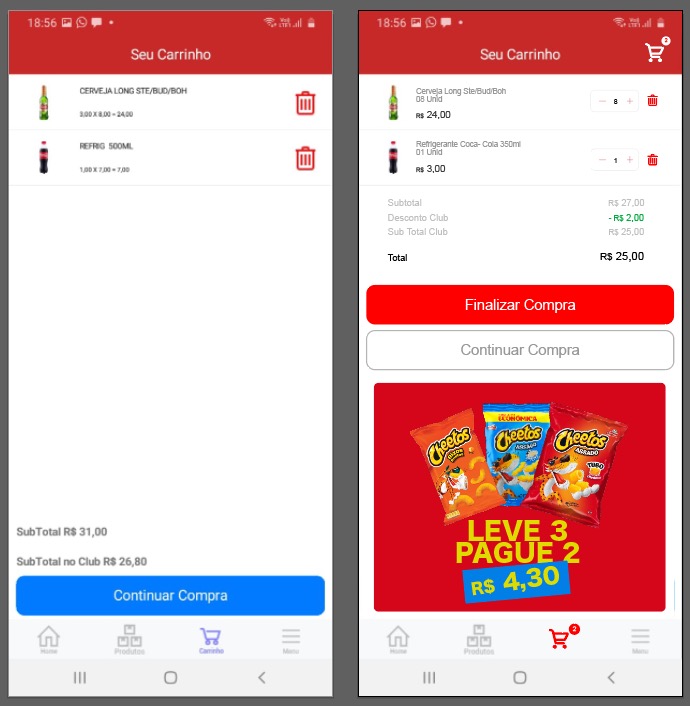 18:56
Seu Carrinho
CERVEJA LONG STE/BUD/BOH
3,00 X 8,00 = 24,00
REFRIG 500ML
1,00 X 7,00 = 7,00
SubTotal R$ 31,00
SubTotal no Club R$ 26,80
Continuar Compra
Home
Produtos
Carrinho
Menu
18:56
Seu Carrinho
2
Cerveja Long Ste/Bud/Boh
08 Unid
R$ 24,00
8
Refrigerante Coca- Cola 350ml
01 Unid
R$ 3,00
1
Subtotal R$ 27,00
Desconto Club - R$ 2,00
Sub Total Club R$ 25,00
Total R$ 25,00
Finalizar Compra
Continuar Compra
ECONÔMICA
Cheetos
Cheetos
Cheetos
ASSADO
TUBO
LEVE 3
PAGUE 2
R$ 4,30
Home
Produtos
2
Menu